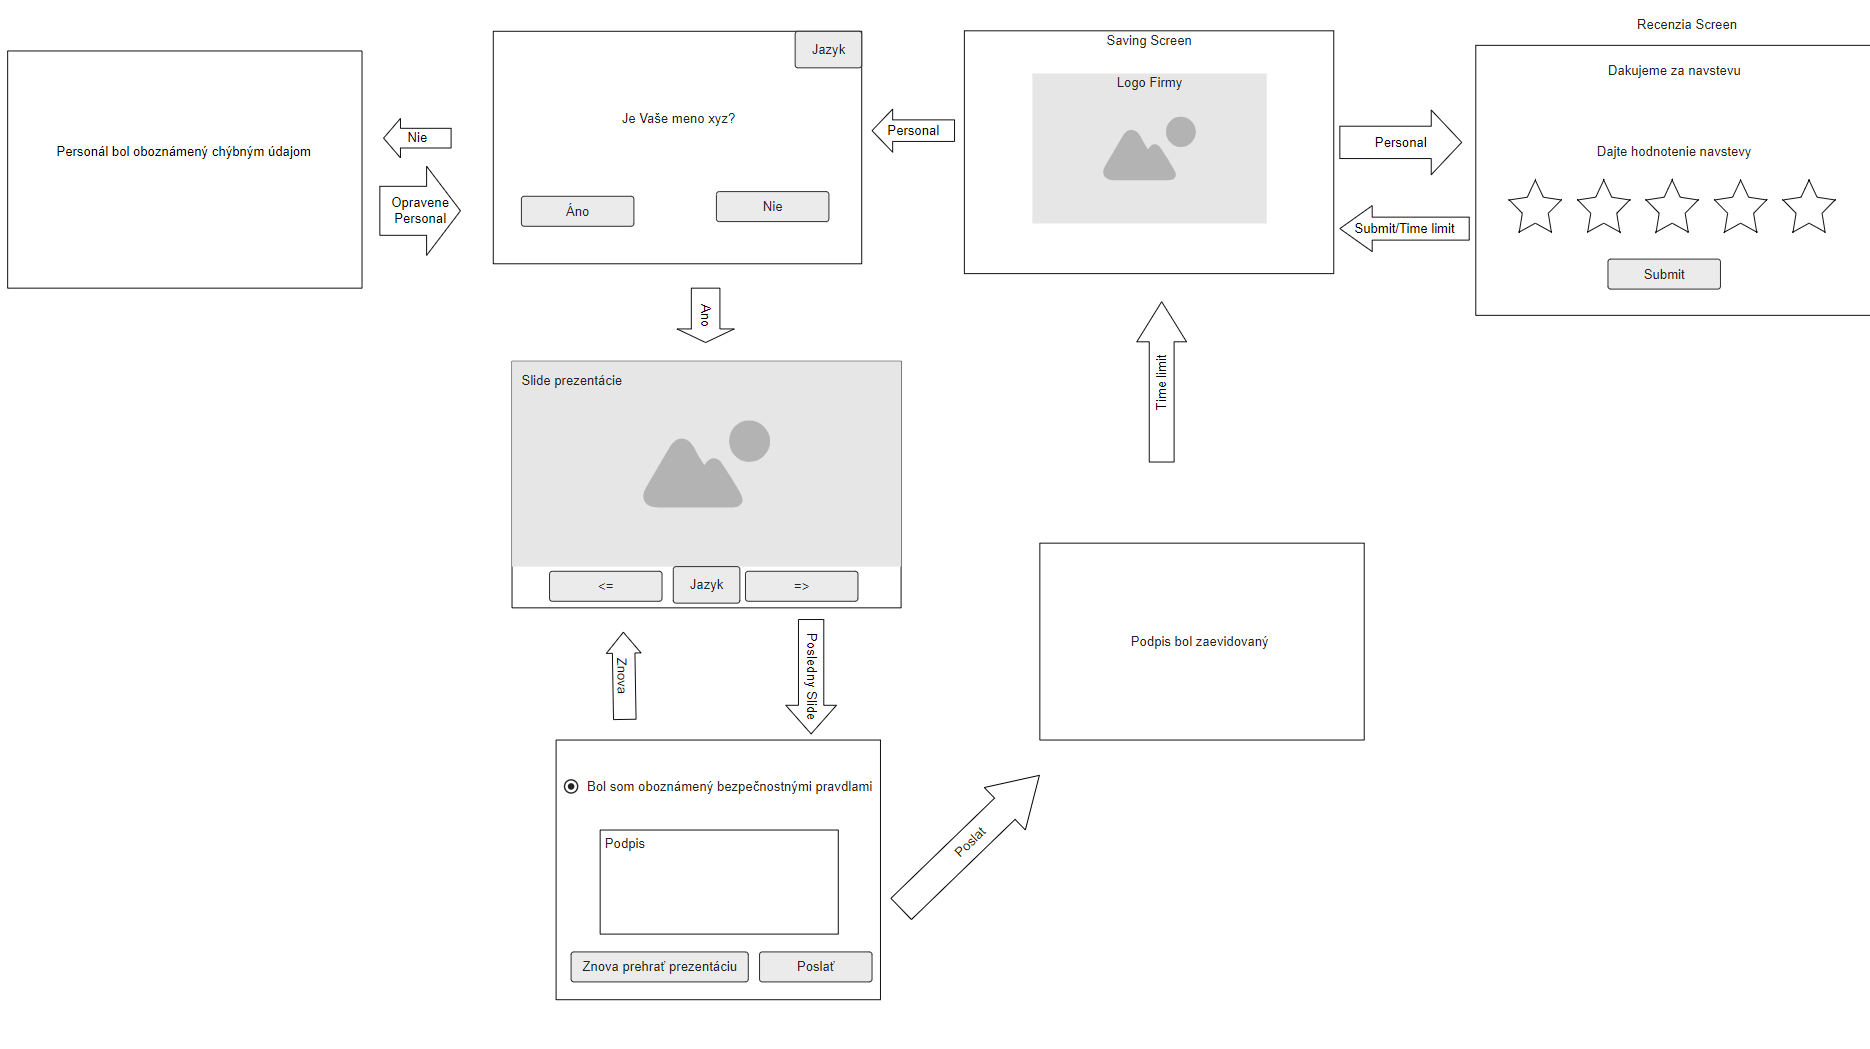 Recenzia Screen
Personál bol oboznámený chýbným údajom
Nie
Opravene
Personal
Jazyk
Je Vaše meno xyz?
Áno
Nie
Personal
Saving Screen
Logo Firmy
Personal
Submit/Time limit
Dakujeme za navstevu
Dajte hodnotenie navstevy
Submit
Ano
Slide prezentácie
<=
Jazyk
=>
Time limit
Znova
Posledny Slide
Podpis bol zaevidovaný
Bol som oboznámený bezpečnostnými pravdlami
Podpis
Znova prehrať prezentáciu
Poslať
Poslat